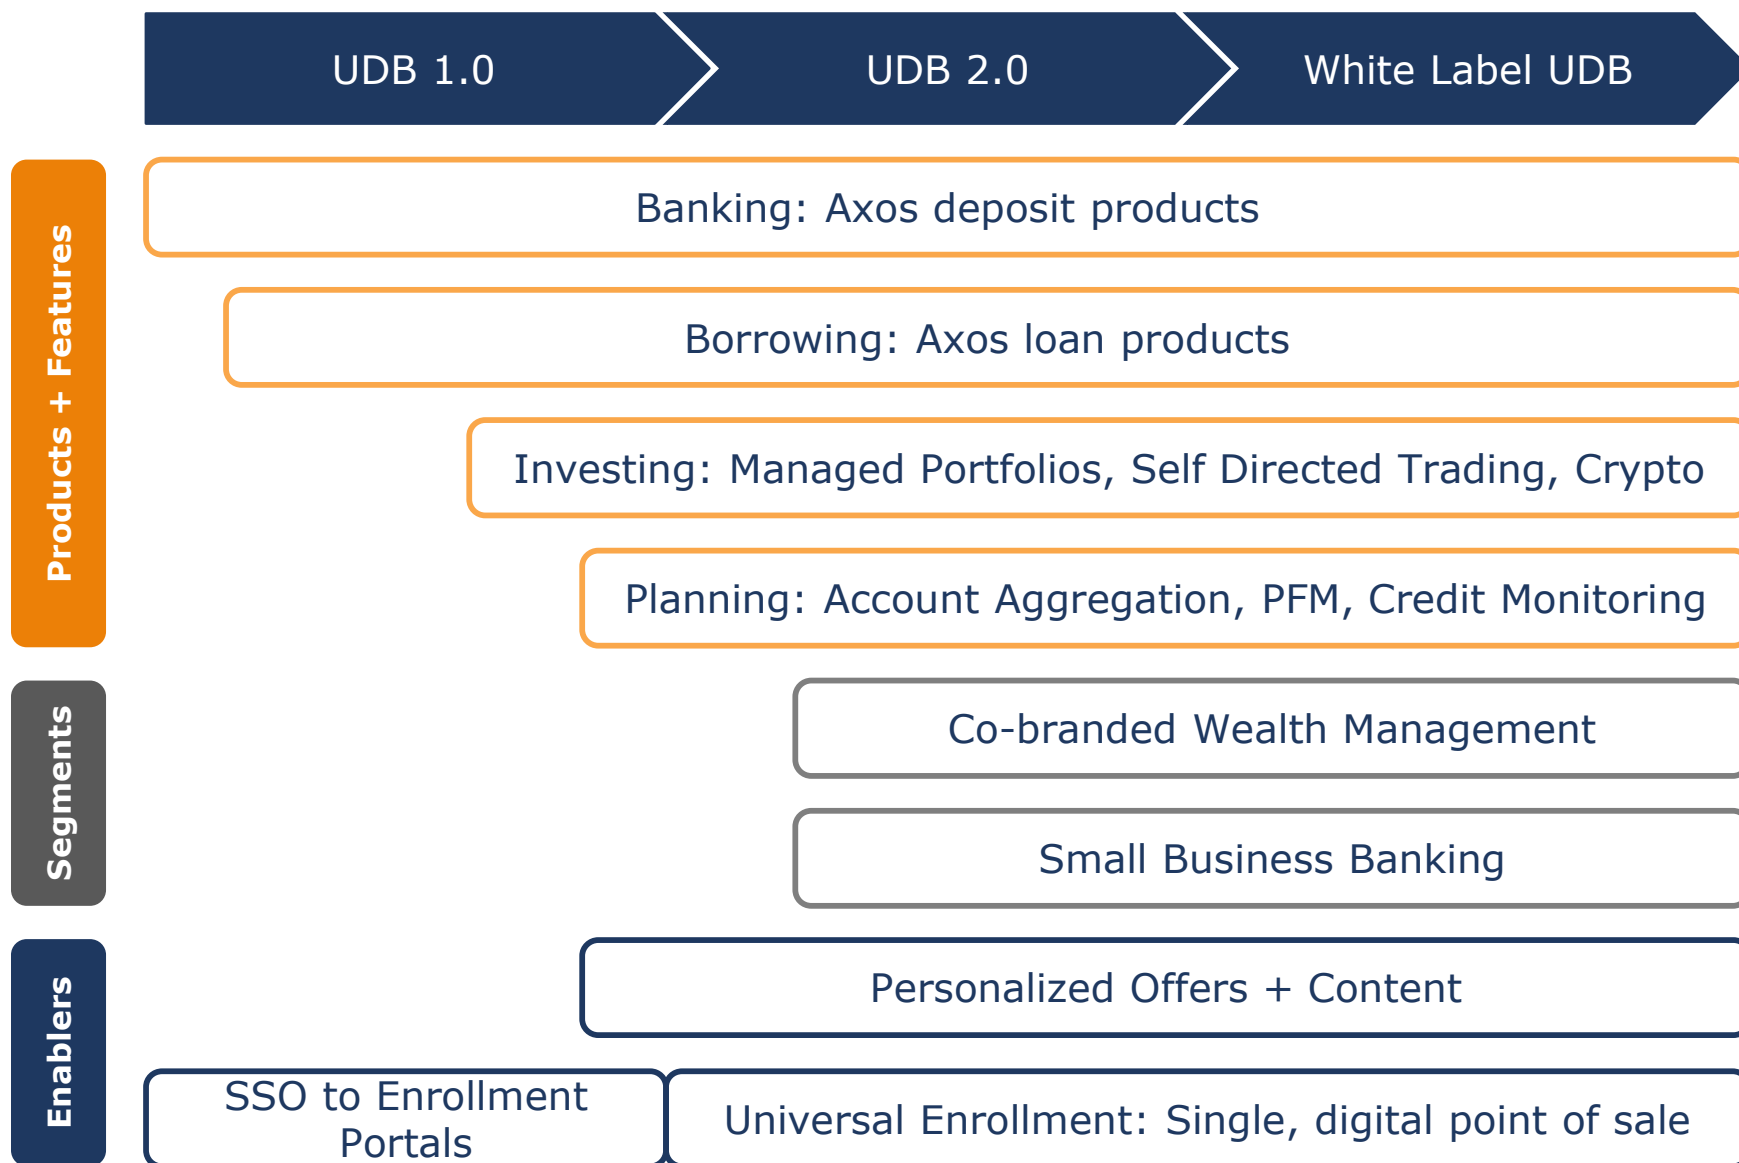 UDB 1.0
UDB 2.0
White Label UDB
Products + Features
Banking: Axos deposit products
Borrowing: Axos loan products
Investing: Managed Portfolios, Self Directed Trading, Crypto
Planning: Account Aggregation, PFM, Credit Monitoring
Segments
Co-branded Wealth Management
Small Business Banking
Enablers
Personalized Offers + Content
SSO to Enrollment
Portals
Universal Enrollment: Single, digital point of sale